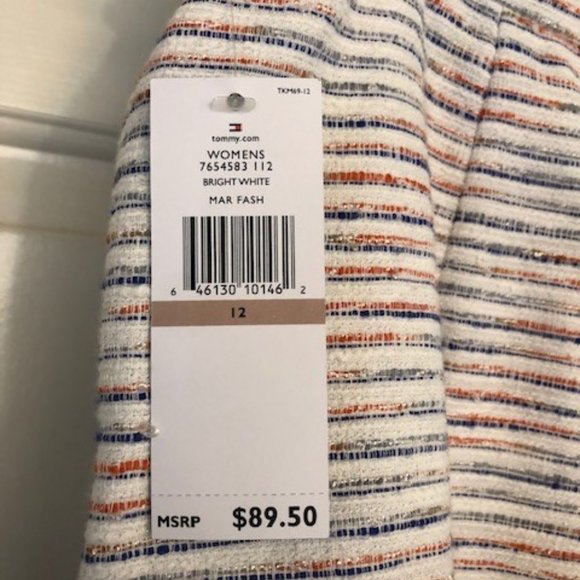 TKM69-12
tommy.com
WOMENS
7654583 112
BRIGHT WHITE
MAR FASH
6 46130 10146 2
12
MSRP $89.50